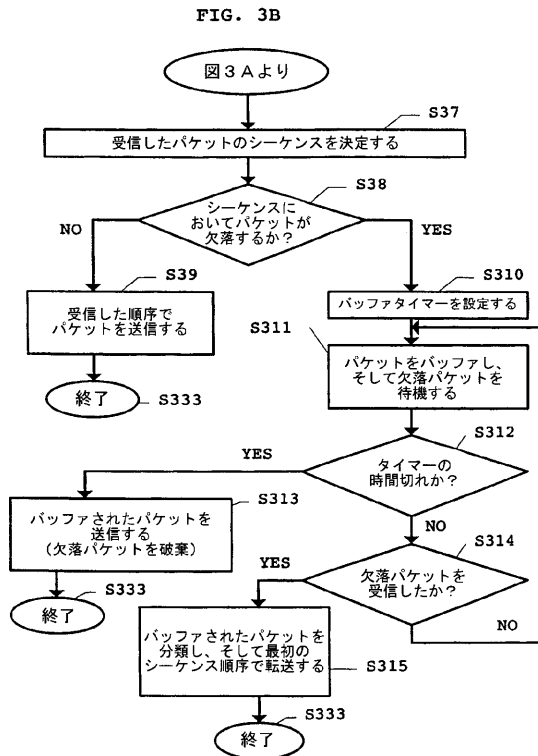 FIG. 3B
図3Aより
S37
受信したパケットのシーケンスを決定する
S38
シーケンスに
おいてパケットが
欠落するか?
NO
YES
S39
受信した順序で
パケットを送信する
S310
バッファタイマーを設定する
S311
パケットをバッファし、
そして欠落パケットを
待機する
終了
S333
S312
タイマーの
時間切れか?
YES
NO
S313
バッファされたパケットを
送信する
(欠落パケットを破棄)
S314
欠落パケットを
受信したか?
YES
NO
S333
終了
バッファされたパケットを
分類し、そして最初の
シーケンス順序で転送する
S315
S333
終了